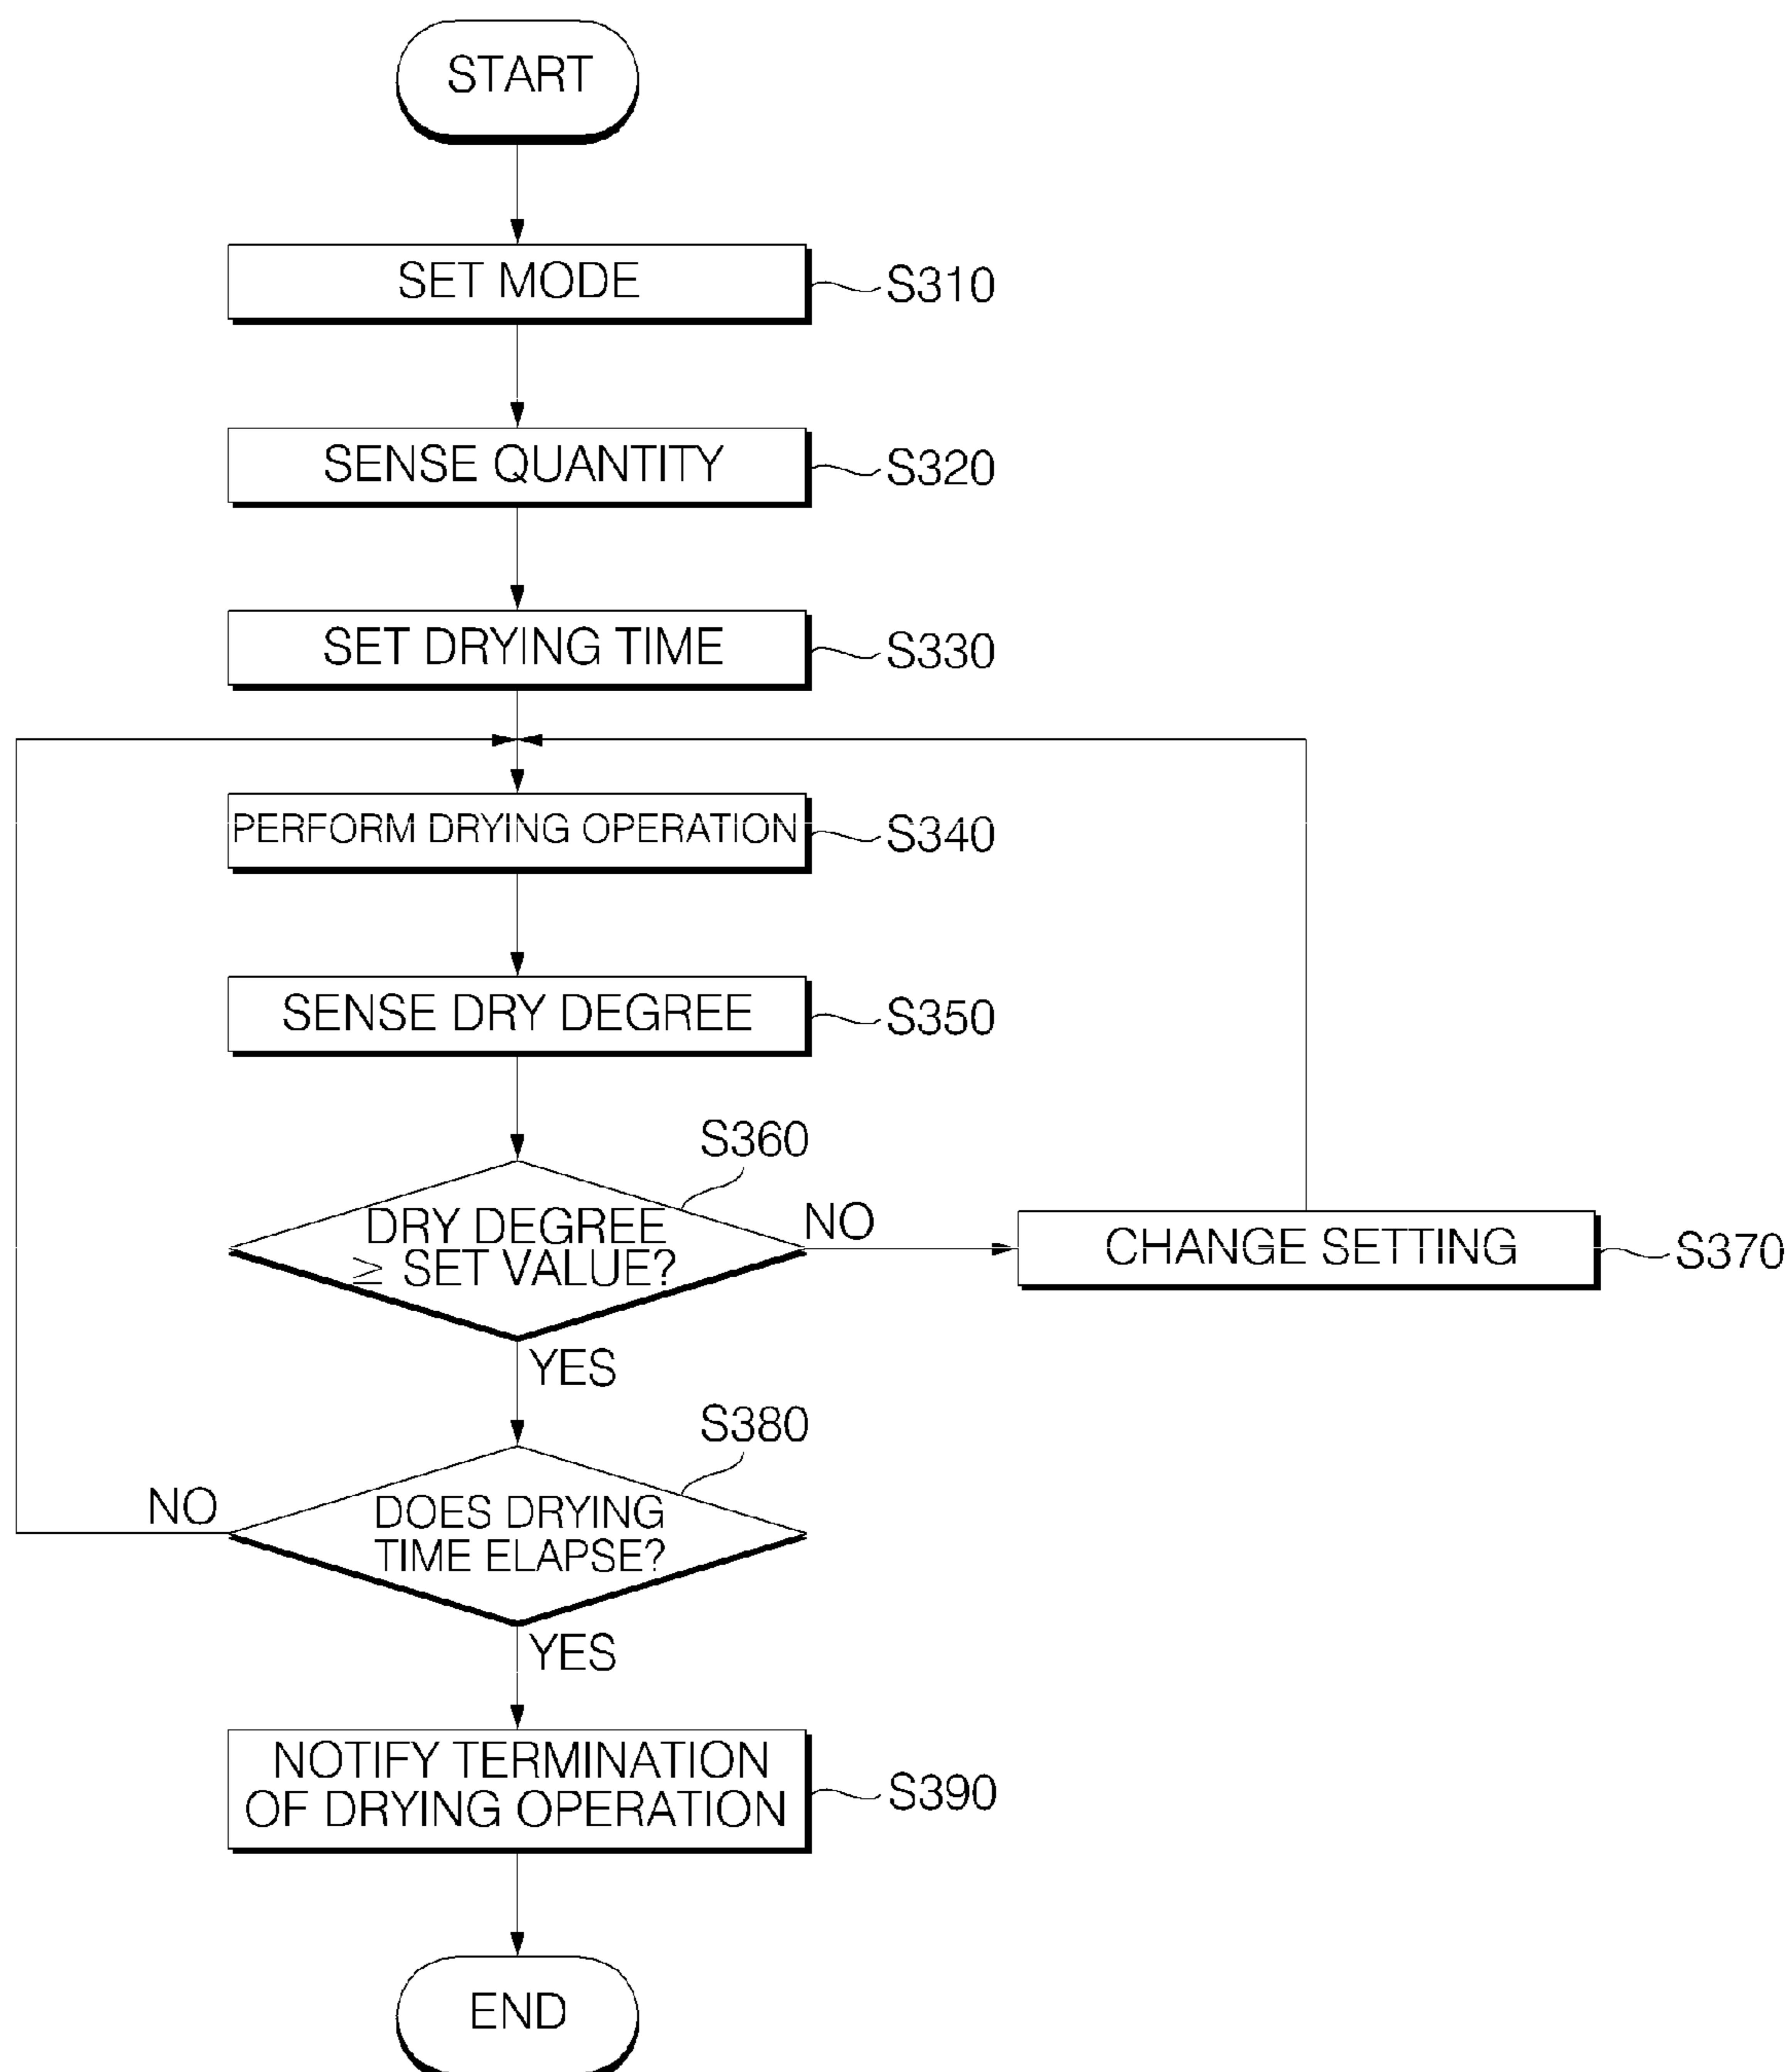 START
SET MODE
S310
SENSE QUANTITY
S320
SET DRYING TIME
S330
PERFORM DRYING OPERATION
S340
SENSE DRY DEGREE
S350
S360
DRY DEGREE
≥ SET VALUE?
NO
CHANGE SETTING
S370
YES
S380
NO
DOES DRYING
TIME ELAPSE?
YES
NOTIFY TERMINATION
OF DRYING OPERATION
S390
END